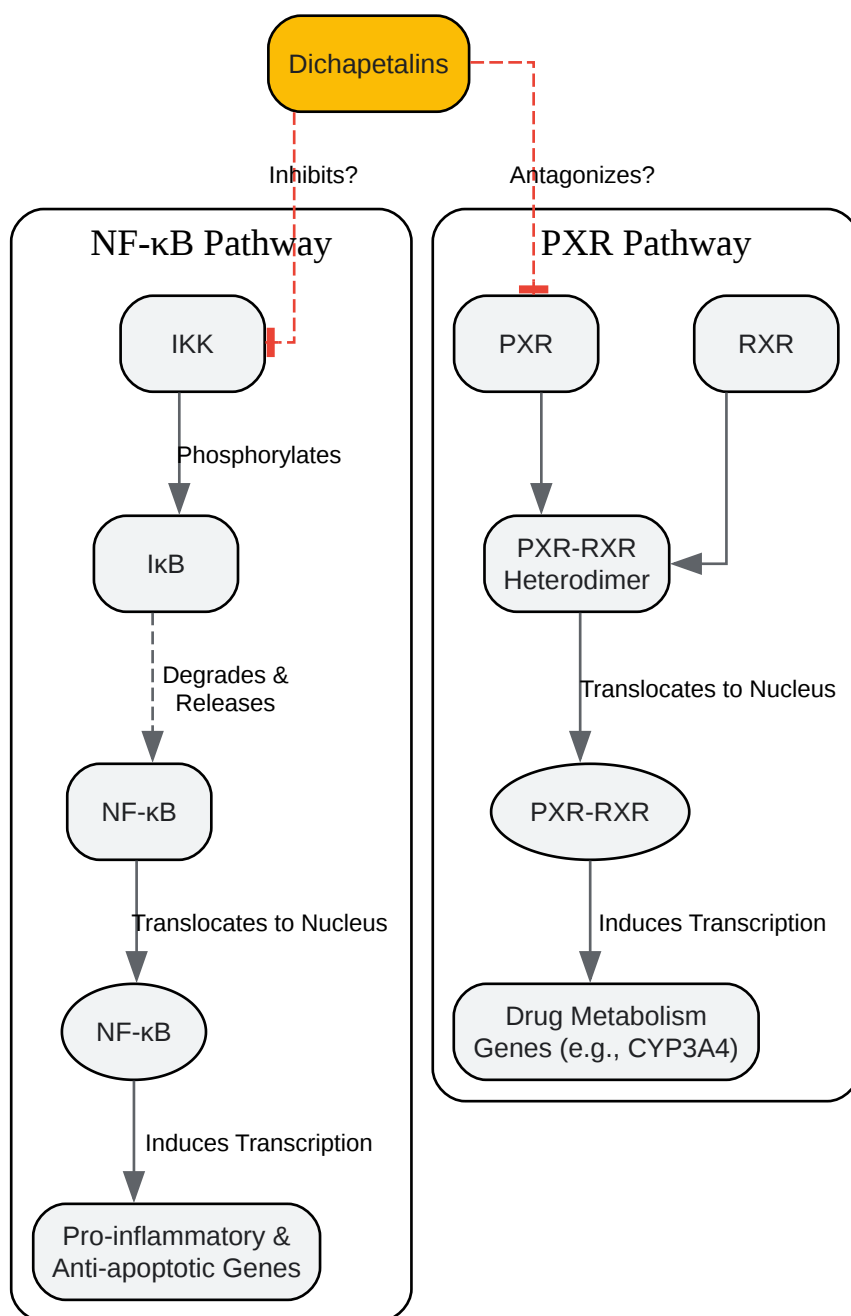 Dichapetalins
Inhibits?
Antagonizes?
NF-κB Pathway
IKK
Phosphorylates
IκB
Degrades &
Releases
NF-κB
Translocates to Nucleus
NF-κB
Induces Transcription
Pro-inflammatory &
Anti-apoptotic Genes
PXR Pathway
PXR
RXR
PXR-RXR
Heterodimer
Translocates to Nucleus
PXR-RXR
Induces Transcription
Drug Metabolism
Genes (e.g., CYP3A4)